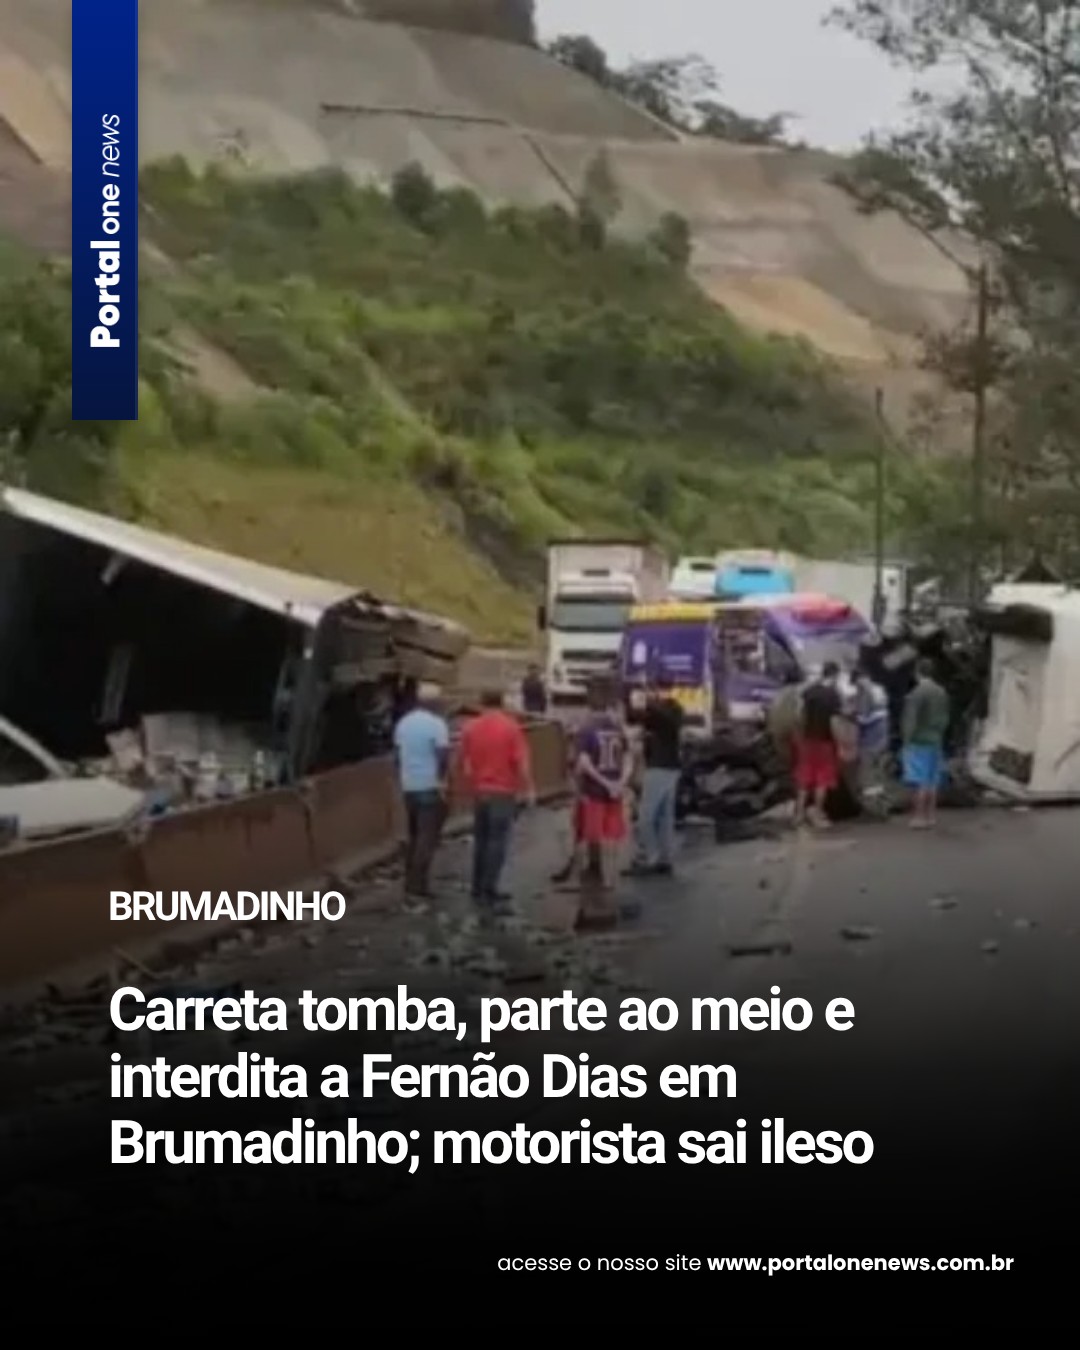 Portal one news
BRUMADINHO
Carreta tomba, parte ao meio e
interdita a Fernão Dias em
Brumadinho; motorista sai ileso
acesse o nosso site www.portalonenews.com.br